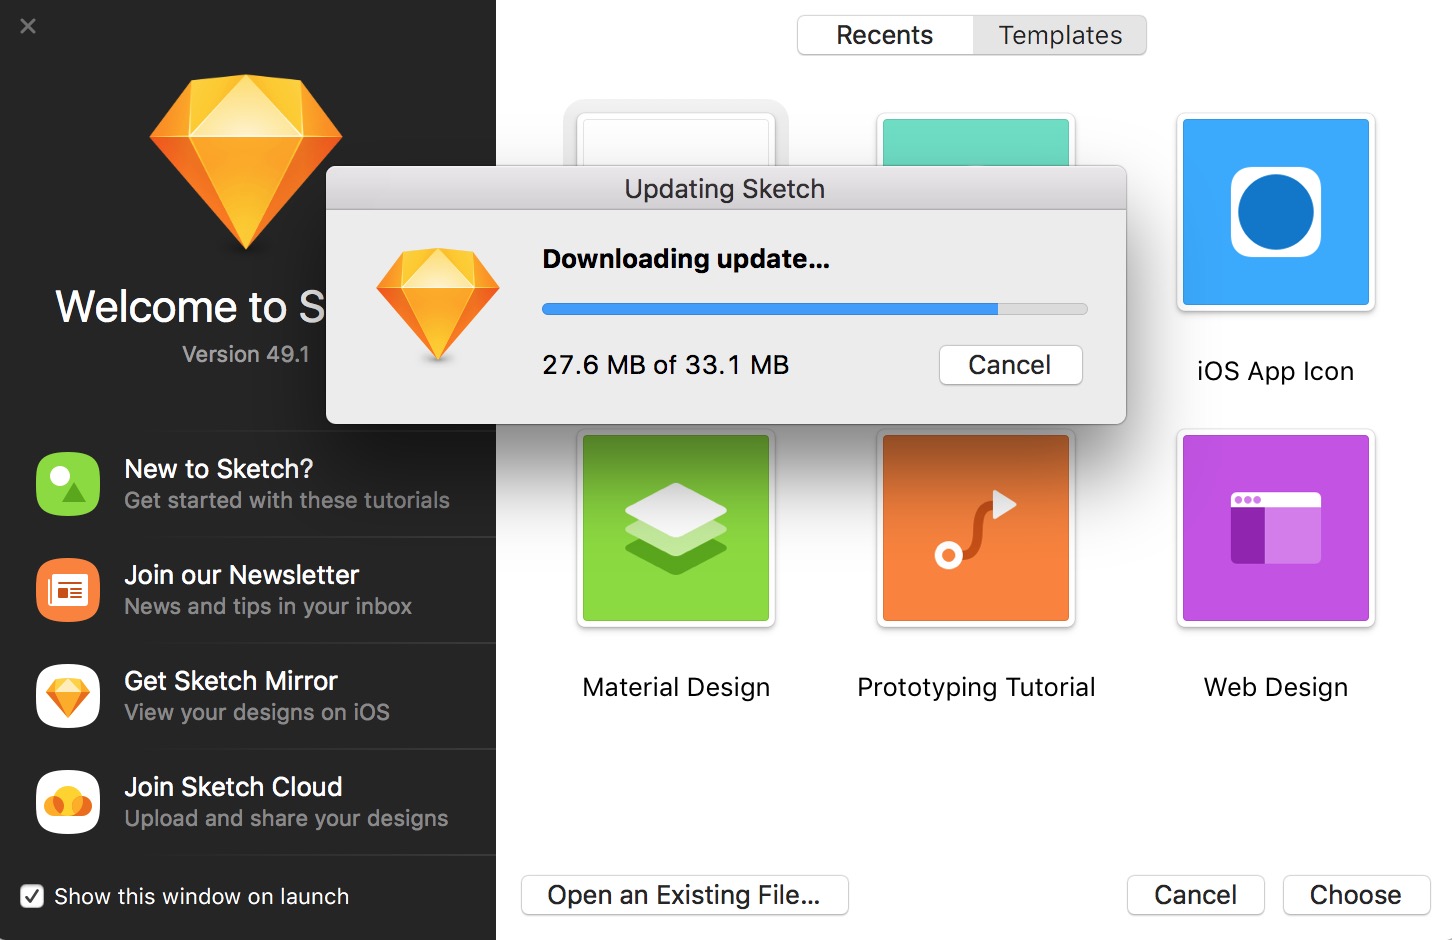 Recents
Templates
Updating Sketch
Downloading update...
27.6 MB of 33.1 MB
Cancel
Welcome to S
Version 49.1
New to Sketch?
Get started with these tutorials
Join our Newsletter
News and tips in your inbox
Get Sketch Mirror
View your designs on iOS
Join Sketch Cloud
Upload and share your designs
Show this window on launch
iOS App Icon
Material Design
Prototyping Tutorial
Web Design
Open an Existing File...
Cancel
Choose